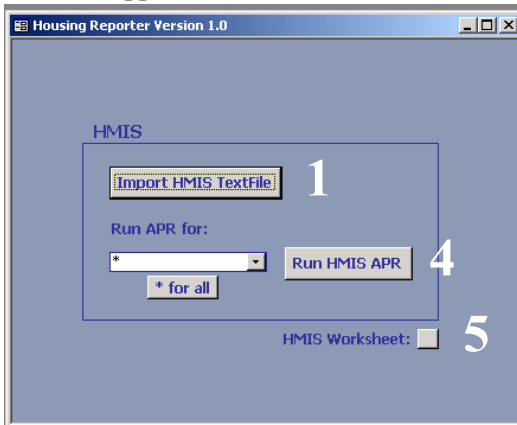 Housing Reporter Version 1.0
HMIS
Import HMIS TextFile 1
Run APR for:
* Run HMIS APR 4
* for all
HMIS Worksheet: 5